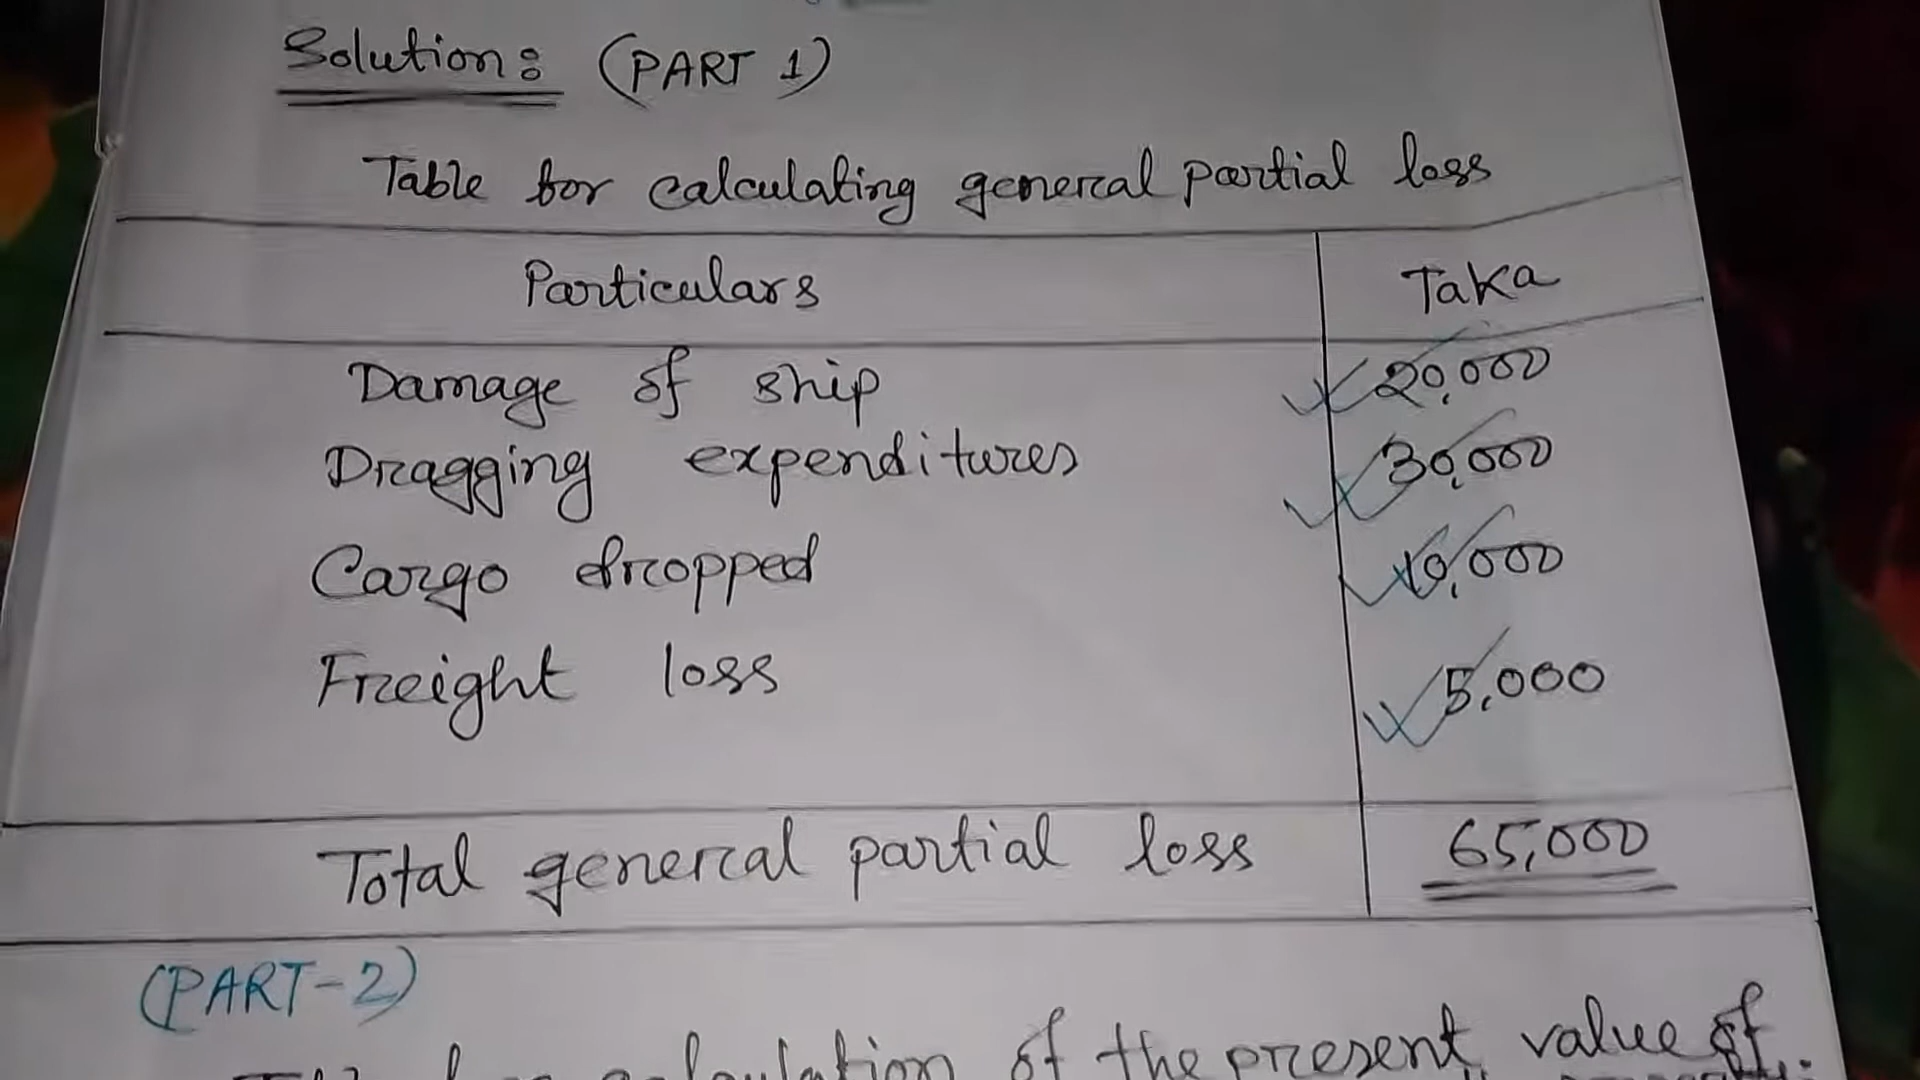 Solution: (PART 1)
Table for calculating general partial loss
Particulars Taka
Damage of ship 20,000
Dragging expenditures 30,000
Cargo dropped 10,000
Freight loss 5,000
Total general partial loss 65,000
(PART-2)
calculation of the present value of